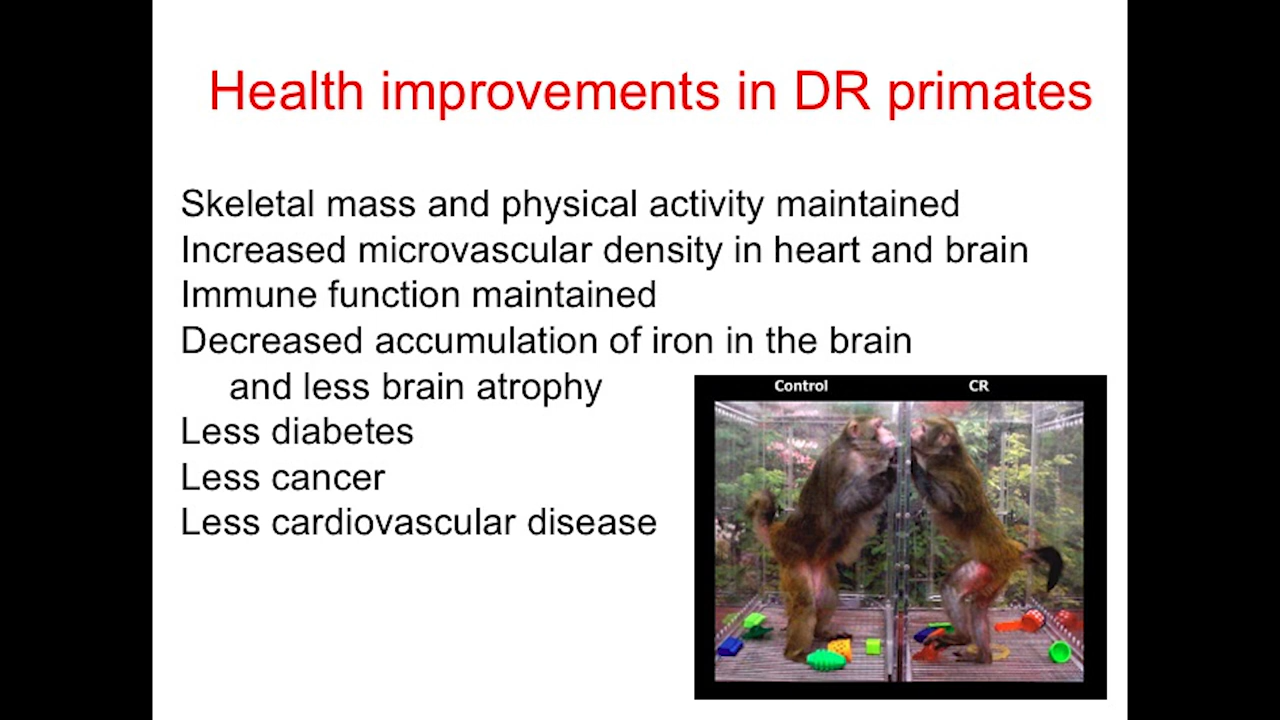 Health improvements in DR primates
Skeletal mass and physical activity maintained
Increased microvascular density in heart and brain
Immune function maintained
Decreased accumulation of iron in the brain
and less brain atrophy
Less diabetes
Less cancer
Less cardiovascular disease
Control CR